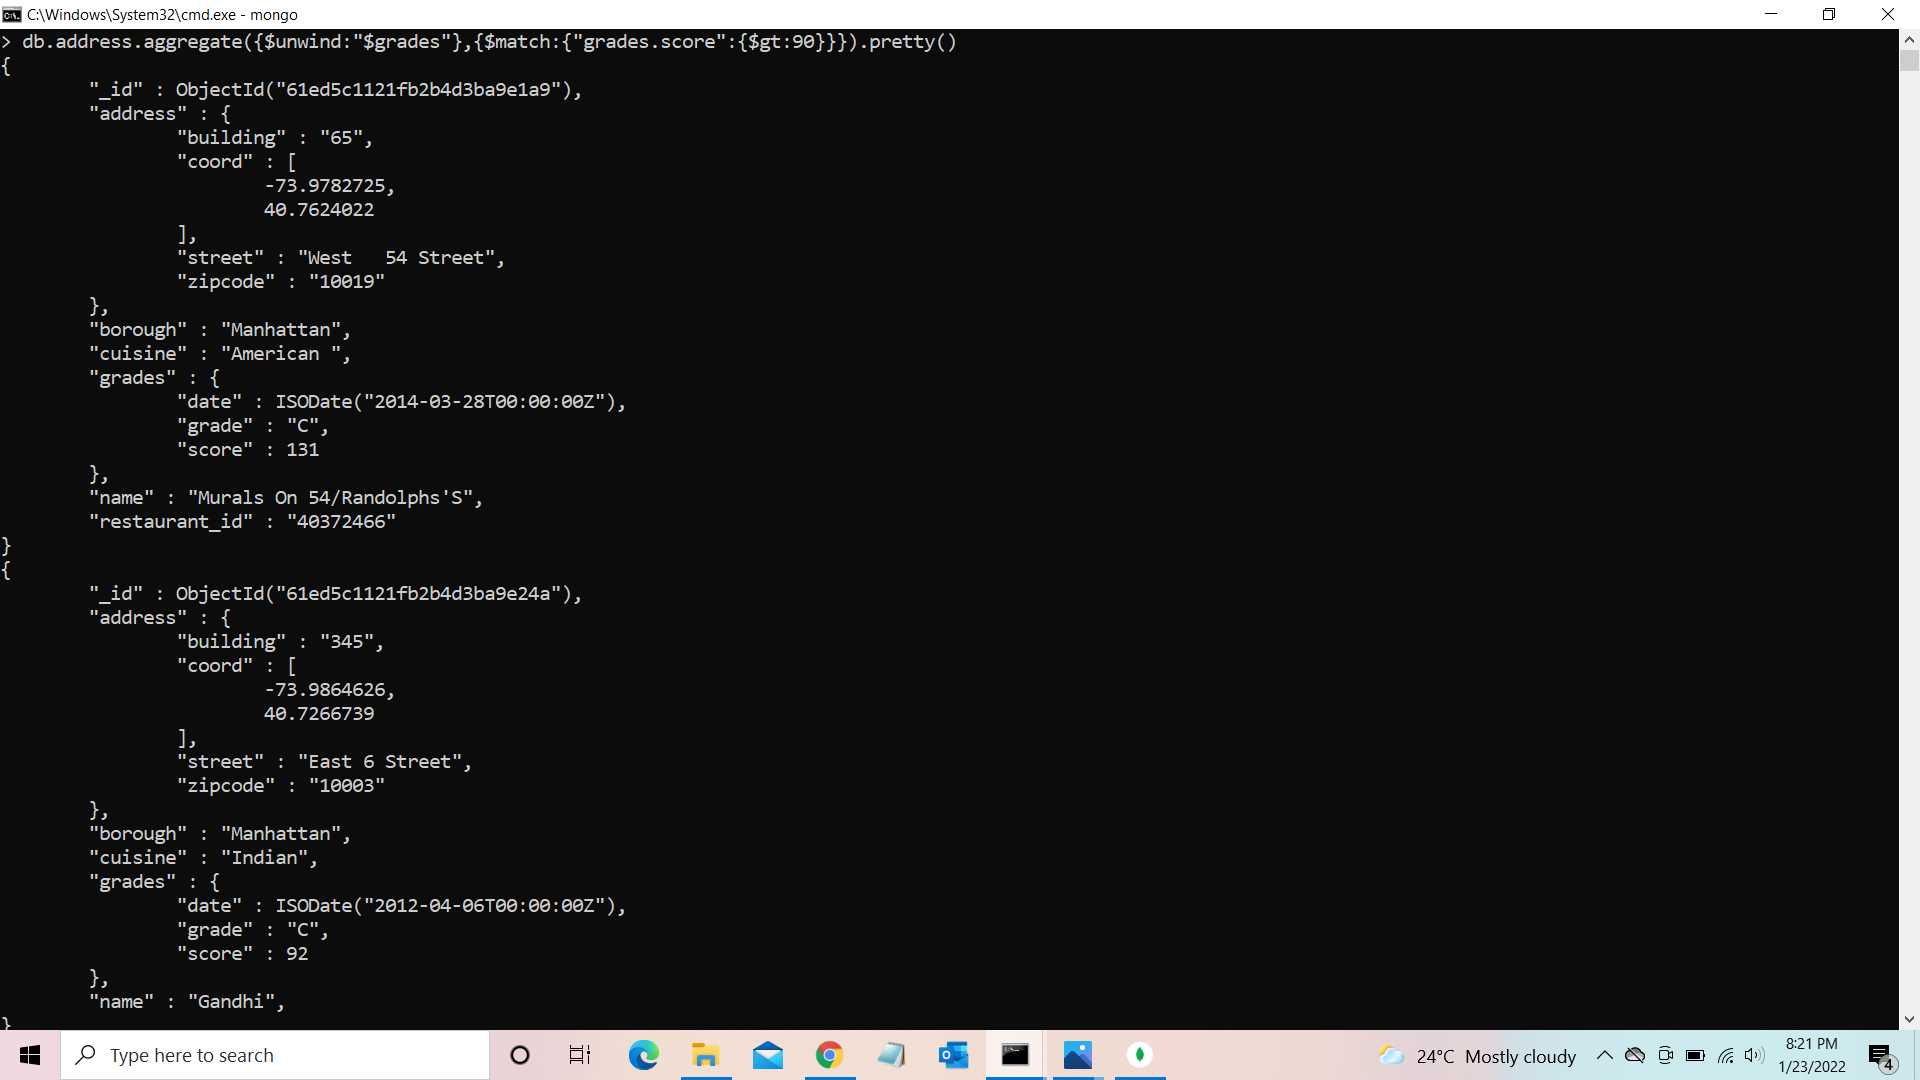 C:\Windows\System32\cmd.exe - mongo
> db.address.aggregate({$unwind:"$grades"},{$match:{"grades.score":{$gt:90}}}).pretty()
{
        "_id" : ObjectId("61ed5c1121fb2b4d3ba9e1a9"),
        "address" : {
                "building" : "65",
                "coord" : [
                        -73.9782725,
                        40.7624022
                ],
                "street" : "West   54 Street",
                "zipcode" : "10019"
        },
        "borough" : "Manhattan",
        "cuisine" : "American ",
        "grades" : {
                "date" : ISODate("2014-03-28T00:00:00Z"),
                "grade" : "C",
                "score" : 131
        },
        "name" : "Murals On 54/Randolphs'S",
        "restaurant_id" : "40372466"
}
{
        "_id" : ObjectId("61ed5c1121fb2b4d3ba9e24a"),
        "address" : {
                "building" : "345",
                "coord" : [
                        -73.9864626,
                        40.7266739
                ],
                "street" : "East 6 Street",
                "zipcode" : "10003"
        },
        "borough" : "Manhattan",
        "cuisine" : "Indian",
        "grades" : {
                "date" : ISODate("2012-04-06T00:00:00Z"),
                "grade" : "C",
                "score" : 92
        },
        "name" : "Gandhi",
}
Type here to search
24°C Mostly cloudy
8:21 PM
1/23/2022
4